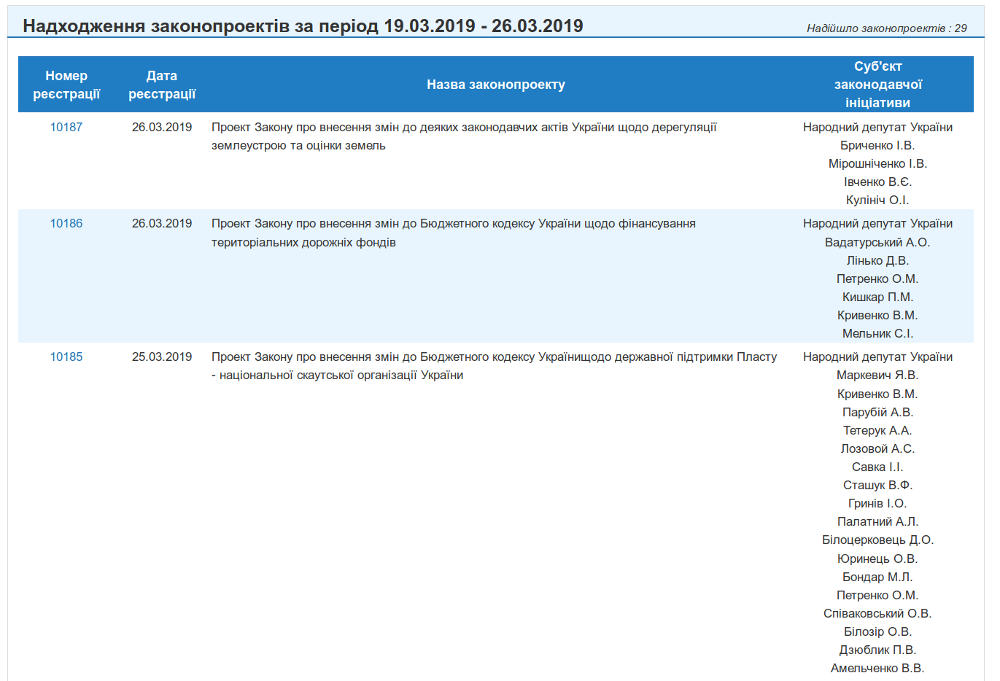 Надходження законопроектів за період 19.03.2019 - 26.03.2019
Надійшло законопроектів : 29
Номер реєстрації
Дата реєстрації
Назва законопроекту
Суб'єкт законодавчої ініціативи
10187
26.03.2019
Проект Закону про внесення змін до деяких законодавчих актів України щодо дерегуляції
землеустрою та оцінки земель
Народний депутат України
Бриченко І.В.
Мірошніченко І.В.
Івченко В.Є.
Кулініч О.І.
10186
26.03.2019
Проект Закону про внесення змін до Бюджетного кодексу України щодо фінансування
територіальних дорожніх фондів
Народний депутат України
Вадатурський А.О.
Лінько Д.В.
Петренко О.М.
Кишкар П.М.
Кривенко В.М.
Мельник С.І.
10185
25.03.2019
Проект Закону про внесення змін до Бюджетного кодексу Українищодо державної підтримки Пласту
- національної скаутської організації України
Народний депутат України
Маркевич Я.В.
Кривенко В.М.
Парубій А.В.
Тетерук А.А.
Лозовой А.С.
Савка І.І.
Сташук В.Ф.
Гринів І.О.
Палатний А.Л.
Білоцерковець Д.О.
Юринець О.В.
Бондар М.Л.
Петренко О.М.
Співаковський О.В.
Білозір О.В.
Дзюблик П.В.
Амельченко В.В.